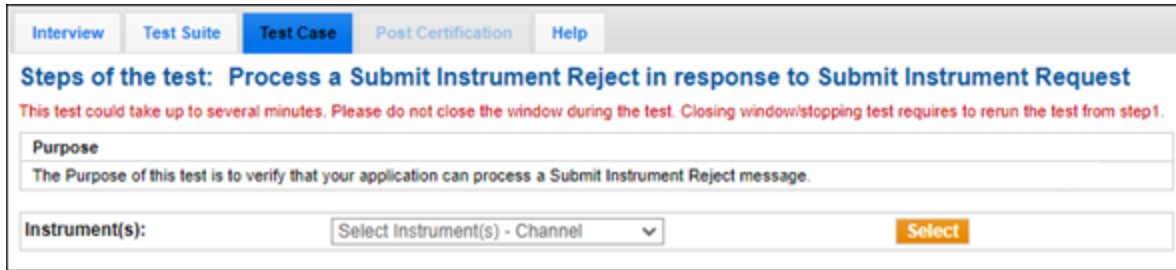 Interview Test Suite Test Case Post Certification Help
Steps of the test: Process a Submit Instrument Reject in response to Submit Instrument Request
This test could take up to several minutes. Please do not close the window during the test. Closing window/stopping test requires to rerun the test from step1.
Purpose
The Purpose of this test is to verify that your application can process a Submit Instrument Reject message.
Instrument(s): Select Instrument(s) - Channel Select